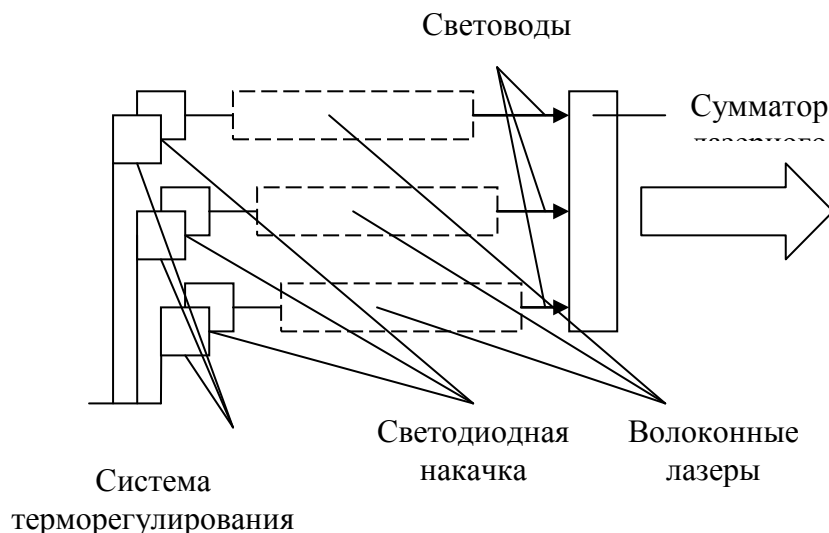 Световоды
Сумматор
Светодиодная
накачка
Волоконные
лазеры
Система
терморегулирования